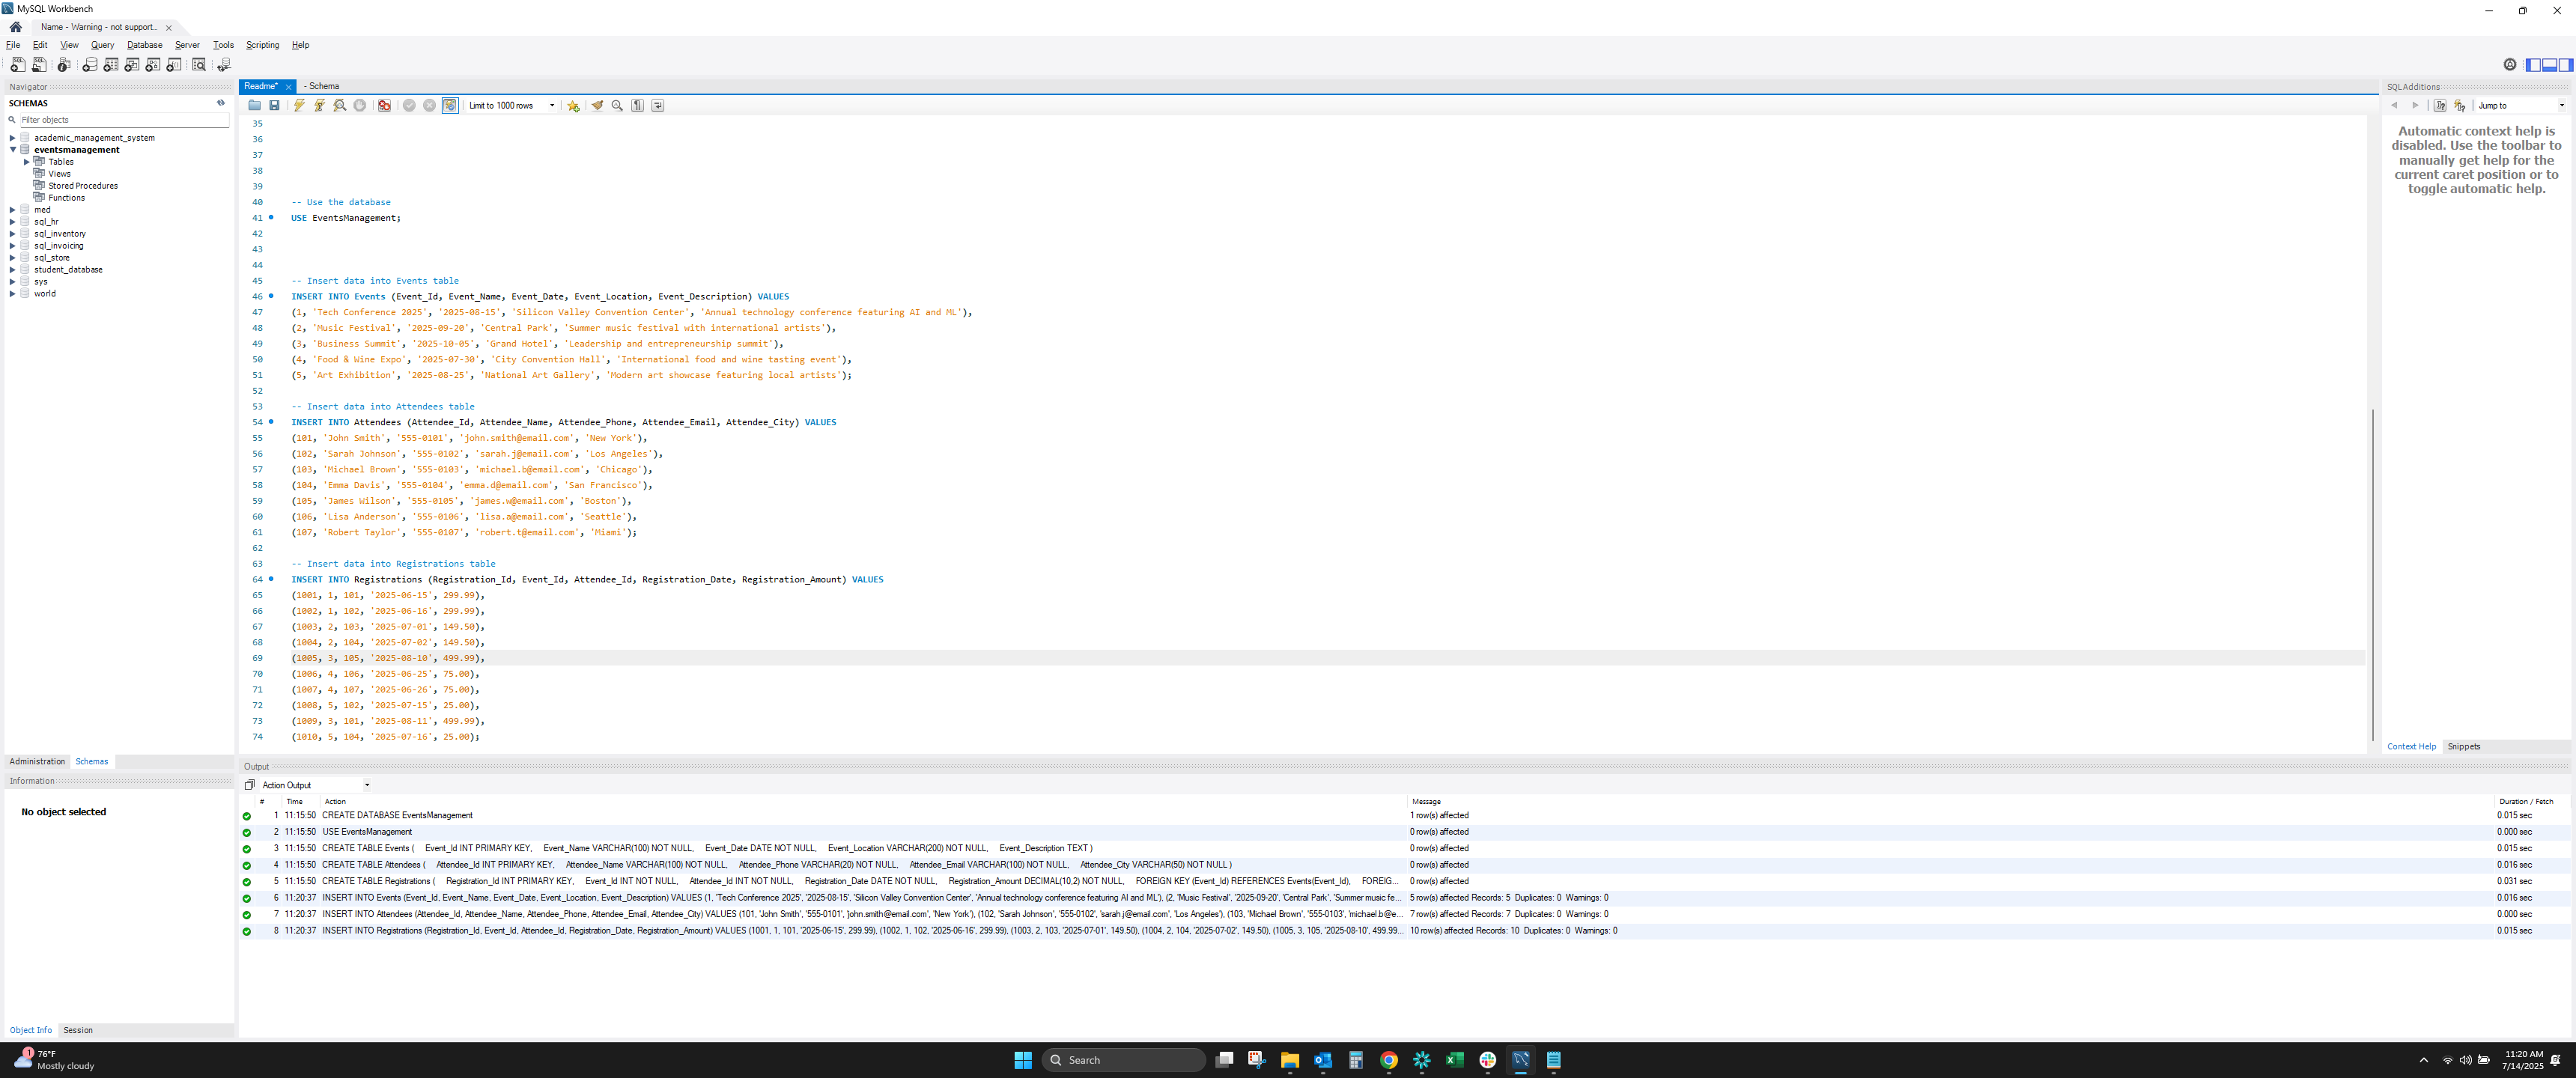 MySQL Workbench
Name - Warning - not support...
File Edit View Query Database Server Tools Scripting Help
Navigator
SCHEMAS
Filter objects
academic_management_system
eventsmanagement
Tables
Views
Stored Procedures
Functions
med
sql_hr
sql_inventory
sql_invoicing
sql_store
student_database
sys
world
Administration Schemas
Information
No object selected
Object Info Session
Readme* - Schema
Limit to 1000 rows
35
36
37
38
39
40 -- Use the database
41 USE EventsManagement;
42
43
44
45 -- Insert data into Events table
46 INSERT INTO Events (Event_Id, Event_Name, Event_Date, Event_Location, Event_Description) VALUES
47 (1, 'Tech Conference 2025', '2025-08-15', 'Silicon Valley Convention Center', 'Annual technology conference featuring AI and ML'),
48 (2, 'Music Festival', '2025-09-20', 'Central Park', 'Summer music festival with international artists'),
49 (3, 'Business Summit', '2025-10-05', 'Grand Hotel', 'Leadership and entrepreneurship summit'),
50 (4, 'Food & Wine Expo', '2025-07-30', 'City Convention Hall', 'International food and wine tasting event'),
51 (5, 'Art Exhibition', '2025-08-25', 'National Art Gallery', 'Modern art showcase featuring local artists');
52
53 -- Insert data into Attendees table
54 INSERT INTO Attendees (Attendee_Id, Attendee_Name, Attendee_Phone, Attendee_Email, Attendee_City) VALUES
55 (101, 'John Smith', '555-0101', 'john.smith@email.com', 'New York'),
56 (102, 'Sarah Johnson', '555-0102', 'sarah.j@email.com', 'Los Angeles'),
57 (103, 'Michael Brown', '555-0103', 'michael.b@email.com', 'Chicago'),
58 (104, 'Emma Davis', '555-0104', 'emma.d@email.com', 'San Francisco'),
59 (105, 'James Wilson', '555-0105', 'james.w@email.com', 'Boston'),
60 (106, 'Lisa Anderson', '555-0106', 'lisa.a@email.com', 'Seattle'),
61 (107, 'Robert Taylor', '555-0107', 'robert.t@email.com', 'Miami');
62
63 -- Insert data into Registrations table
64 INSERT INTO Registrations (Registration_Id, Event_Id, Attendee_Id, Registration_Date, Registration_Amount) VALUES
65 (1001, 1, 101, '2025-06-15', 299.99),
66 (1002, 1, 102, '2025-06-16', 299.99),
67 (1003, 2, 103, '2025-07-01', 149.50),
68 (1004, 2, 104, '2025-07-02', 149.50),
69 (1005, 3, 105, '2025-08-10', 499.99),
70 (1006, 4, 106, '2025-06-25', 75.00),
71 (1007, 4, 107, '2025-06-26', 75.00),
72 (1008, 5, 102, '2025-07-15', 25.00),
73 (1009, 3, 101, '2025-08-11', 499.99),
74 (1010, 5, 104, '2025-07-16', 25.00);
SQLAdditions
Jump to
Automatic context help is
disabled. Use the toolbar to
manually get help for the
current caret position or to
toggle automatic help.
Context Help Snippets
Output
Action Output
# Time Action Message Duration / Fetch
1 11:15:50 CREATE DATABASE EventsManagement 1 row(s) affected 0.015 sec
2 11:15:50 USE EventsManagement 0 row(s) affected 0.000 sec
3 11:15:50 CREATE TABLE Events ( Event_Id INT PRIMARY KEY, Event_Name VARCHAR(100) NOT NULL, Event_Date DATE NOT NULL, Event_Location VARCHAR(200) NOT NULL, Event_Description TEXT ) 0 row(s) affected 0.015 sec
4 11:15:50 CREATE TABLE Attendees ( Attendee_Id INT PRIMARY KEY, Attendee_Name VARCHAR(100) NOT NULL, Attendee_Phone VARCHAR(20) NOT NULL, Attendee_Email VARCHAR(100) NOT NULL, Attendee_City VARCHAR(50) NOT NULL ) 0 row(s) affected 0.016 sec
5 11:15:50 CREATE TABLE Registrations ( Registration_Id INT PRIMARY KEY, Event_Id INT NOT NULL, Attendee_Id INT NOT NULL, Registration_Date DATE NOT NULL, Registration_Amount DECIMAL(10,2) NOT NULL, FOREIGN KEY (Event_Id) REFERENCES Events(Event_Id), FOREIG... 0 row(s) affected 0.031 sec
6 11:20:37 INSERT INTO Events (Event_Id, Event_Name, Event_Date, Event_Location, Event_Description) VALUES (1, 'Tech Conference 2025', '2025-08-15', 'Silicon Valley Convention Center', 'Annual technology conference featuring AI and ML'), (2, 'Music Festival', '2025-09-20', 'Central Park', 'Summer music fe... 5 row(s) affected Records: 5 Duplicates: 0 Warnings: 0 0.016 sec
7 11:20:37 INSERT INTO Attendees (Attendee_Id, Attendee_Name, Attendee_Phone, Attendee_Email, Attendee_City) VALUES (101, 'John Smith', '555-0101', 'john.smith@email.com', 'New York'), (102, 'Sarah Johnson', '555-0102', 'sarah.j@email.com', 'Los Angeles'), (103, 'Michael Brown', '555-0103', 'michael.b@e... 7 row(s) affected Records: 7 Duplicates: 0 Warnings: 0 0.000 sec
8 11:20:37 INSERT INTO Registrations (Registration_Id, Event_Id, Attendee_Id, Registration_Date, Registration_Amount) VALUES (1001, 1, 101, '2025-06-15', 299.99), (1002, 1, 102, '2025-06-16', 299.99), (1003, 2, 103, '2025-07-01', 149.50), (1004, 2, 104, '2025-07-02', 149.50), (1005, 3, 105, '2025-08-10', 499.99... 10 row(s) affected Records: 10 Duplicates: 0 Warnings: 0 0.015 sec
1
76°F
Mostly cloudy
Search
11:20 AM
7/14/2025